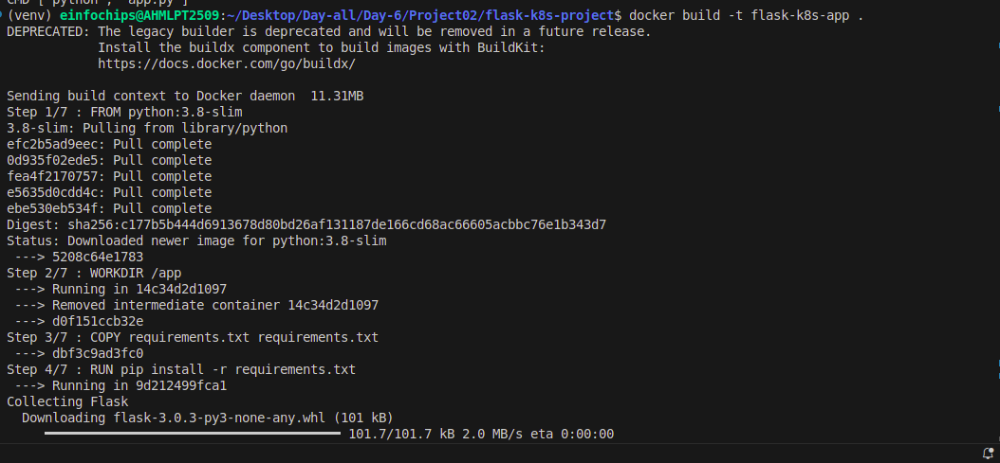 CMD ["python", "app.py"]
(venv) einfochips@AHMLPT2509:~/Desktop/Day-all/Day-6/Project02/flask-k8s-project$ docker build -t flask-k8s-app .
DEPRECATED: The legacy builder is deprecated and will be removed in a future release.
            Install the buildx component to build images with BuildKit:
            https://docs.docker.com/go/buildx/

Sending build context to Docker daemon  11.31MB
Step 1/7 : FROM python:3.8-slim
3.8-slim: Pulling from library/python
efc2b5ad9eec: Pull complete
0d935f02ede5: Pull complete
fea4f2170757: Pull complete
e5635d0cdd4c: Pull complete
ebe530eb534f: Pull complete
Digest: sha256:c177b5b444d6913678d80bd26af131187de166cd68ac66605acbbc76e1b343d7
Status: Downloaded newer image for python:3.8-slim
 ---> 5208c64e1783
Step 2/7 : WORKDIR /app
 ---> Running in 14c34d2d1097
 ---> Removed intermediate container 14c34d2d1097
 ---> d0f151ccb32e
Step 3/7 : COPY requirements.txt requirements.txt
 ---> dbf3c9ad3fc0
Step 4/7 : RUN pip install -r requirements.txt
 ---> Running in 9d212499fca1
Collecting Flask
  Downloading flask-3.0.3-py3-none-any.whl (101 kB)
     ━━━━━━━━━━━━━━━━━━━━━━━━━━━━━━━━━━━━━━━ 101.7/101.7 kB 2.0 MB/s eta 0:00:00